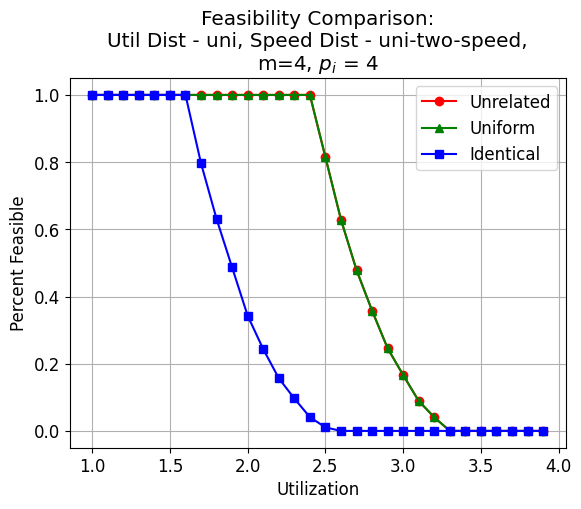 Feasibility Comparison:
Util Dist - uni, Speed Dist - uni-two-speed,
m=4, p_i = 4
Unrelated
Uniform
Identical
Percent Feasible
1.0
0.8
0.6
0.4
0.2
0.0
1.0 1.5 2.0 2.5 3.0 3.5 4.0
Utilization